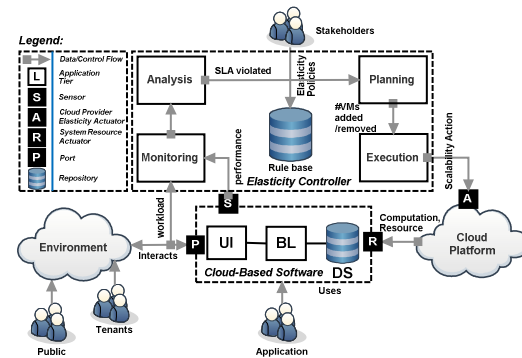 Legend:
Data/Control Flow
L
Application
Tier
S
Sensor
A
Cloud Provider
Elasticity Actuator
R
System Resource
Actuator
P
Port
Repository
Stakeholders
Analysis
SLA violated
Elasticity
Policies
Planning
#VMs
added
/removed
Rule base
Monitoring
Execution
Elasticity Controller
performance
workload
Scalability Action
S
A
Environment
Interacts
P
UI
BL
DS
R
Cloud-Based Software
Computation,
Resource
Cloud
Platform
Uses
Public
Tenants
Application